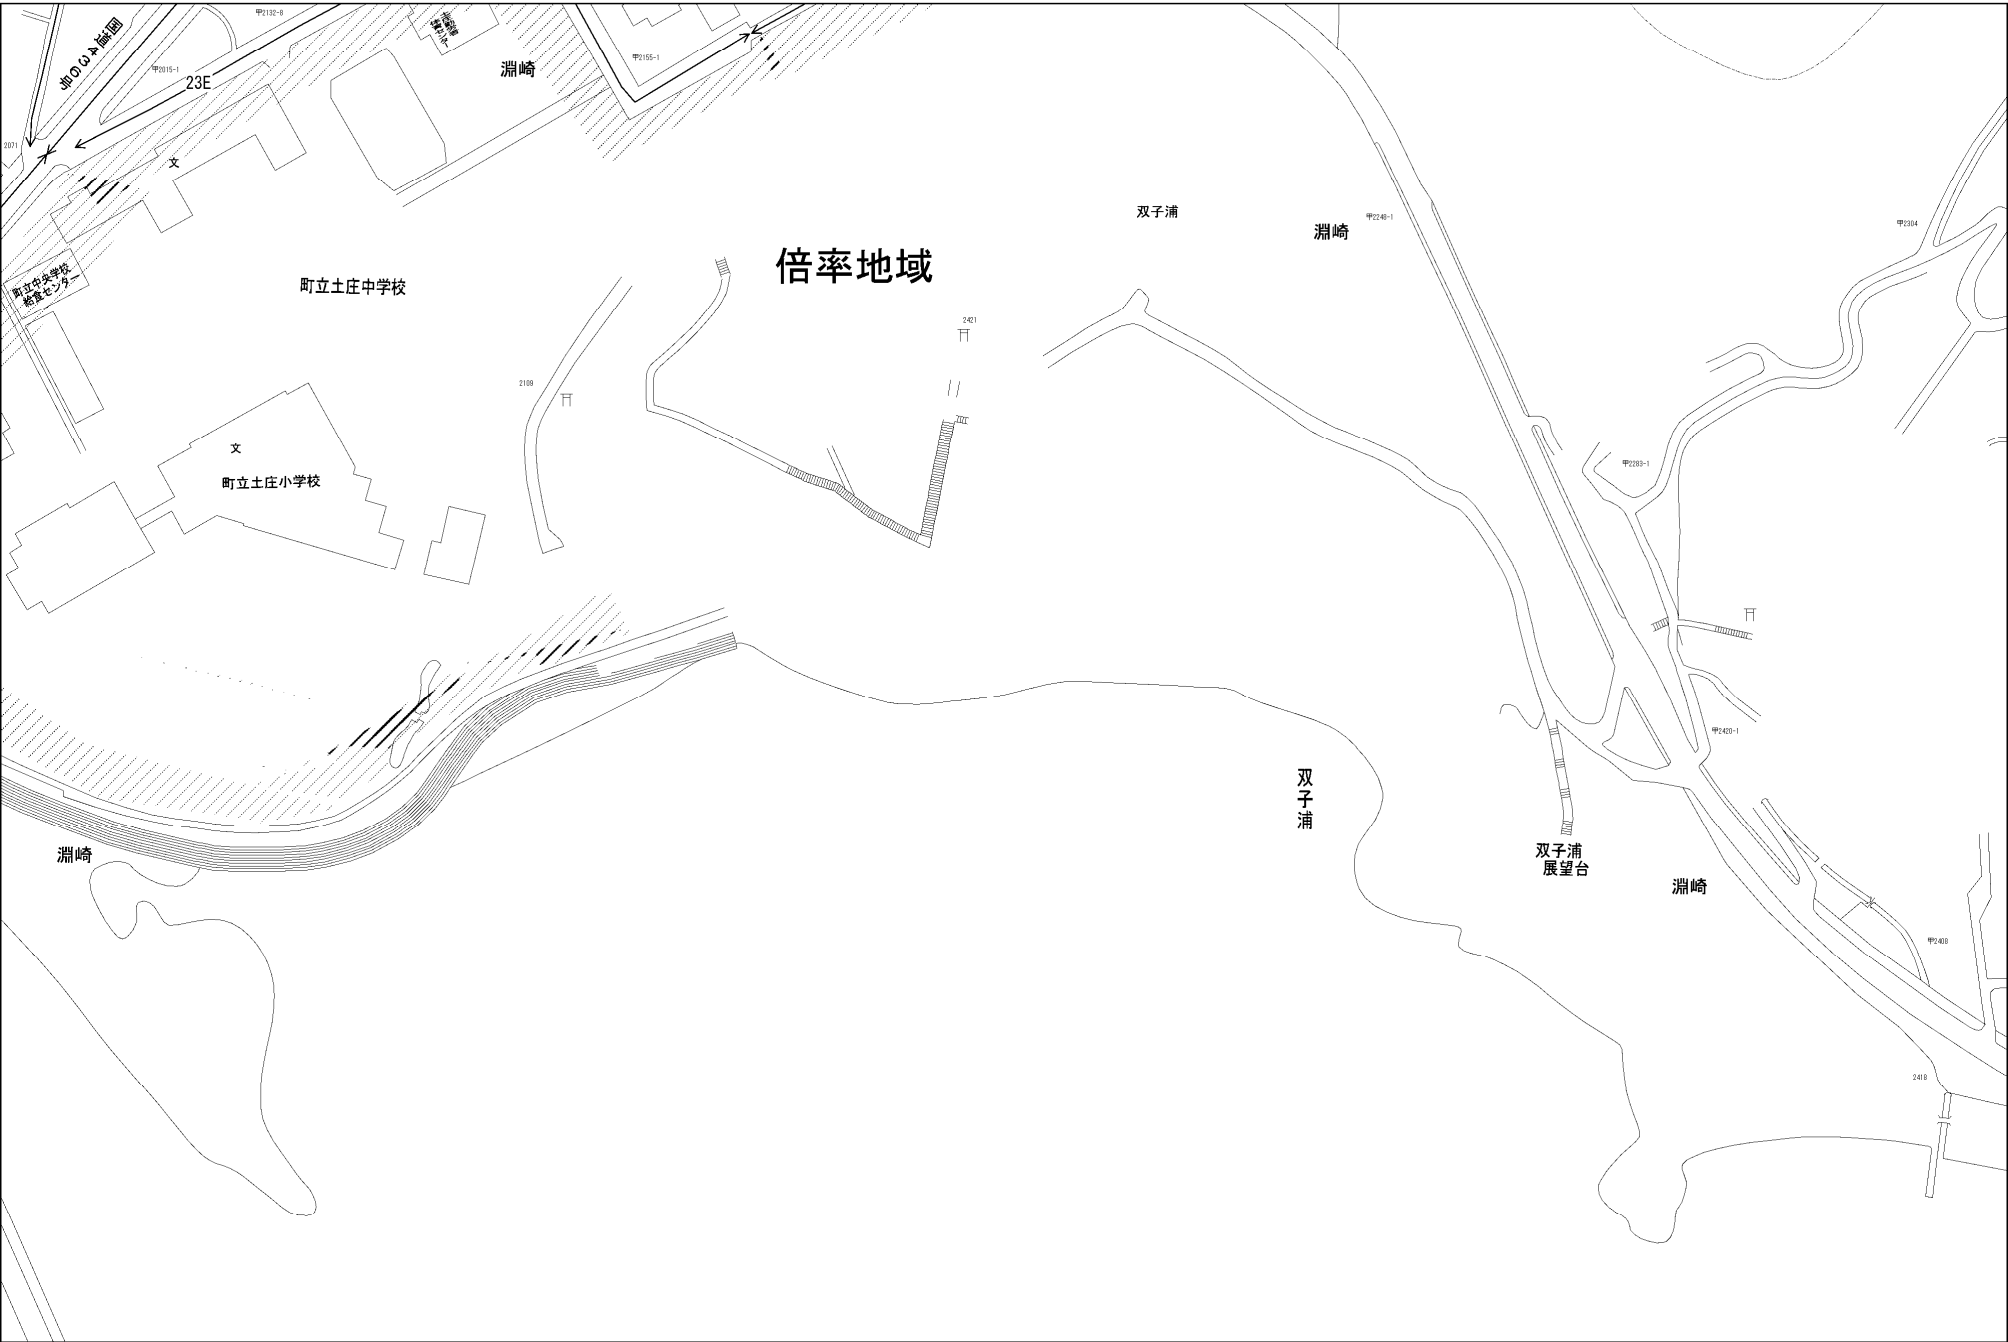 甲2132-8
国道436号
甲2015-1
23E
淵崎
甲2155-1
2071
文
双子浦
甲2248-1
淵崎
甲2304
倍率地域
町立中央学校
給食センター
町立土庄中学校
2421
2109
文
町立土庄小学校
甲2283-1
甲2420-1
双子浦
淵崎
双子浦
展望台
淵崎
甲2408
2418